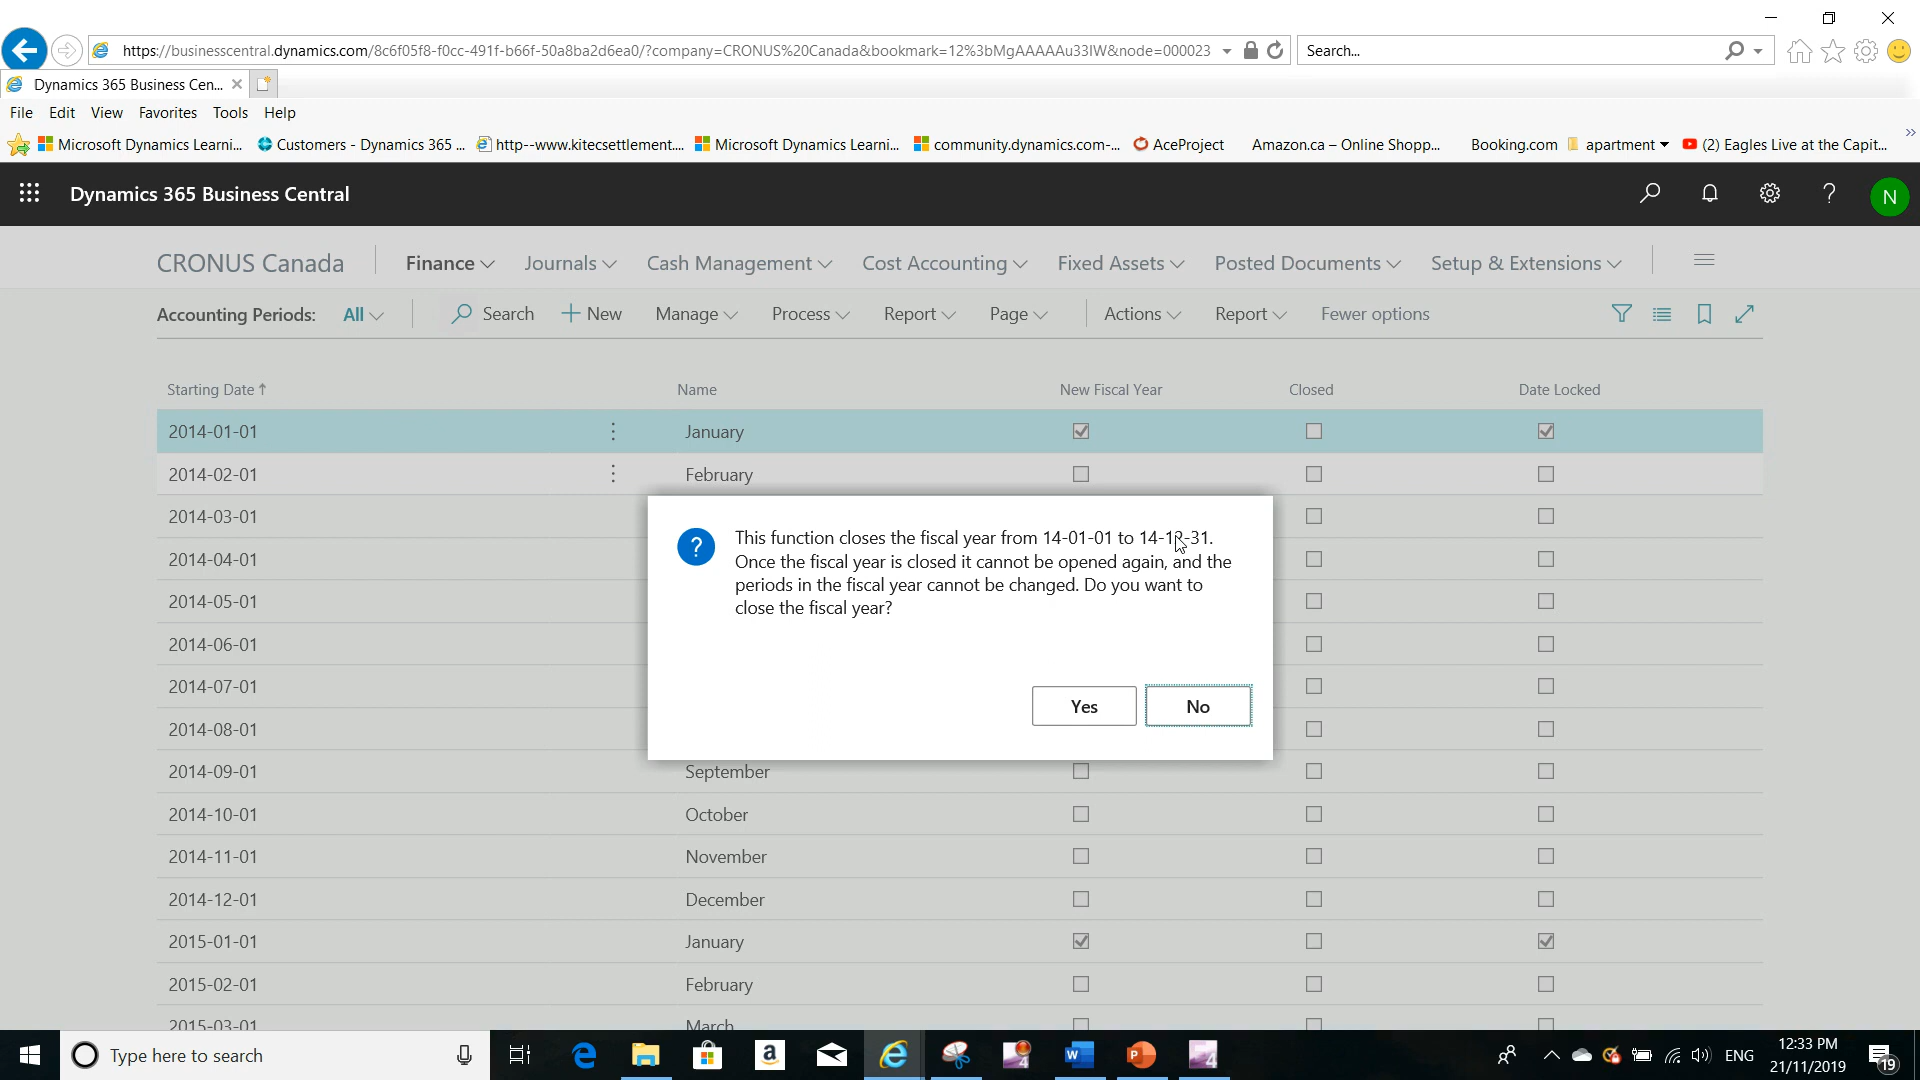 https://businesscentral.dynamics.com/8c6f05f8-f0cc-491f-b66f-50a8ba2d6ea0/?company=CRONUS%20Canada&bookmark=12%3bMgAAAAAu33IW&node=000023
Search...
Dynamics 365 Business Cen...
File Edit View Favorites Tools Help
Microsoft Dynamics Learni...
Customers - Dynamics 365 ...
http--www.kitecsettlement....
Microsoft Dynamics Learni...
community.dynamics.com-...
AceProject
Amazon.ca – Online Shopp...
Booking.com
apartment
(2) Eagles Live at the Capit...
Dynamics 365 Business Central
N
CRONUS Canada Finance Journals Cash Management Cost Accounting Fixed Assets Posted Documents Setup & Extensions
Accounting Periods: All Search New Manage Process Report Page Actions Report Fewer options
Starting Date Name New Fiscal Year Closed Date Locked
2014-01-01 January
2014-02-01 February
2014-03-01
2014-04-01
2014-05-01
2014-06-01
2014-07-01
2014-08-01
This function closes the fiscal year from 14-01-01 to 14-12-31.
Once the fiscal year is closed it cannot be opened again, and the
periods in the fiscal year cannot be changed. Do you want to
close the fiscal year?
Yes No
2014-09-01 September
2014-10-01 October
2014-11-01 November
2014-12-01 December
2015-01-01 January
2015-02-01 February
2015-03-01 March
Type here to search
ENG
12:33 PM
21/11/2019
19